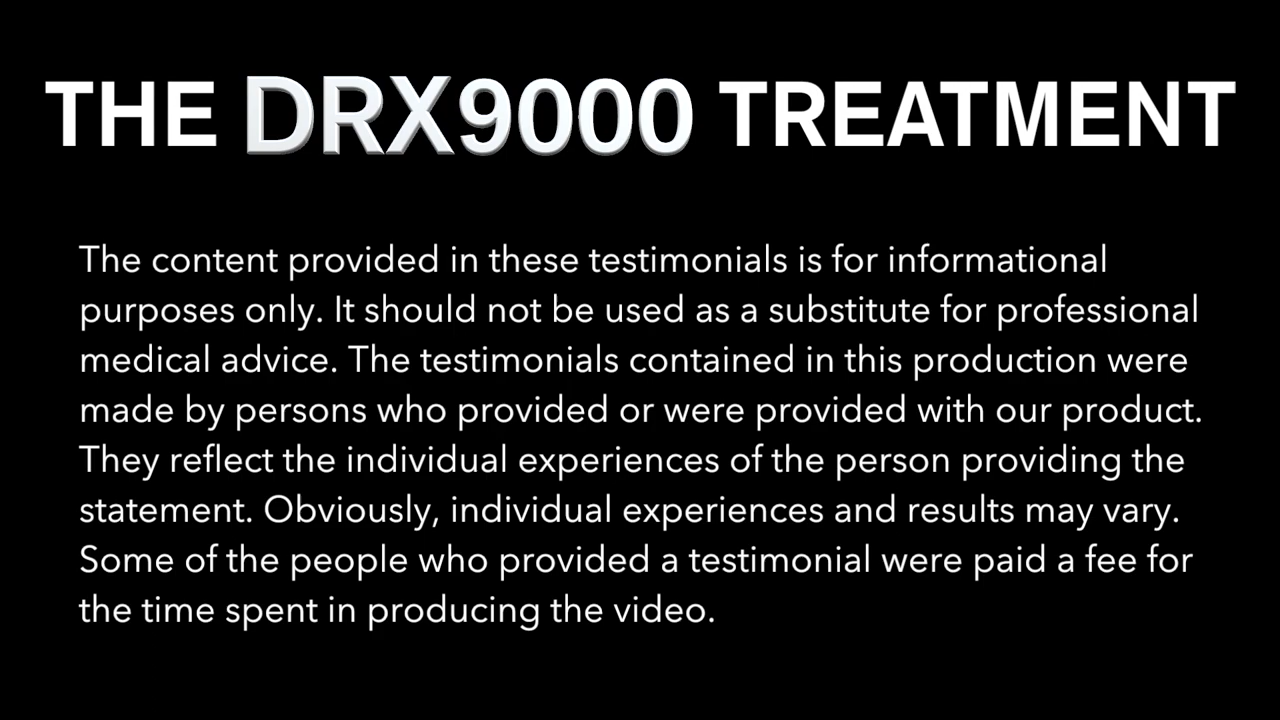 THE DRX9000 TREATMENT
The content provided in these testimonials is for informational
purposes only. It should not be used as a substitute for professional
medical advice. The testimonials contained in this production were
made by persons who provided or were provided with our product.
They reflect the individual experiences of the person providing the
statement. Obviously, individual experiences and results may vary.
Some of the people who provided a testimonial were paid a fee for
the time spent in producing the video.